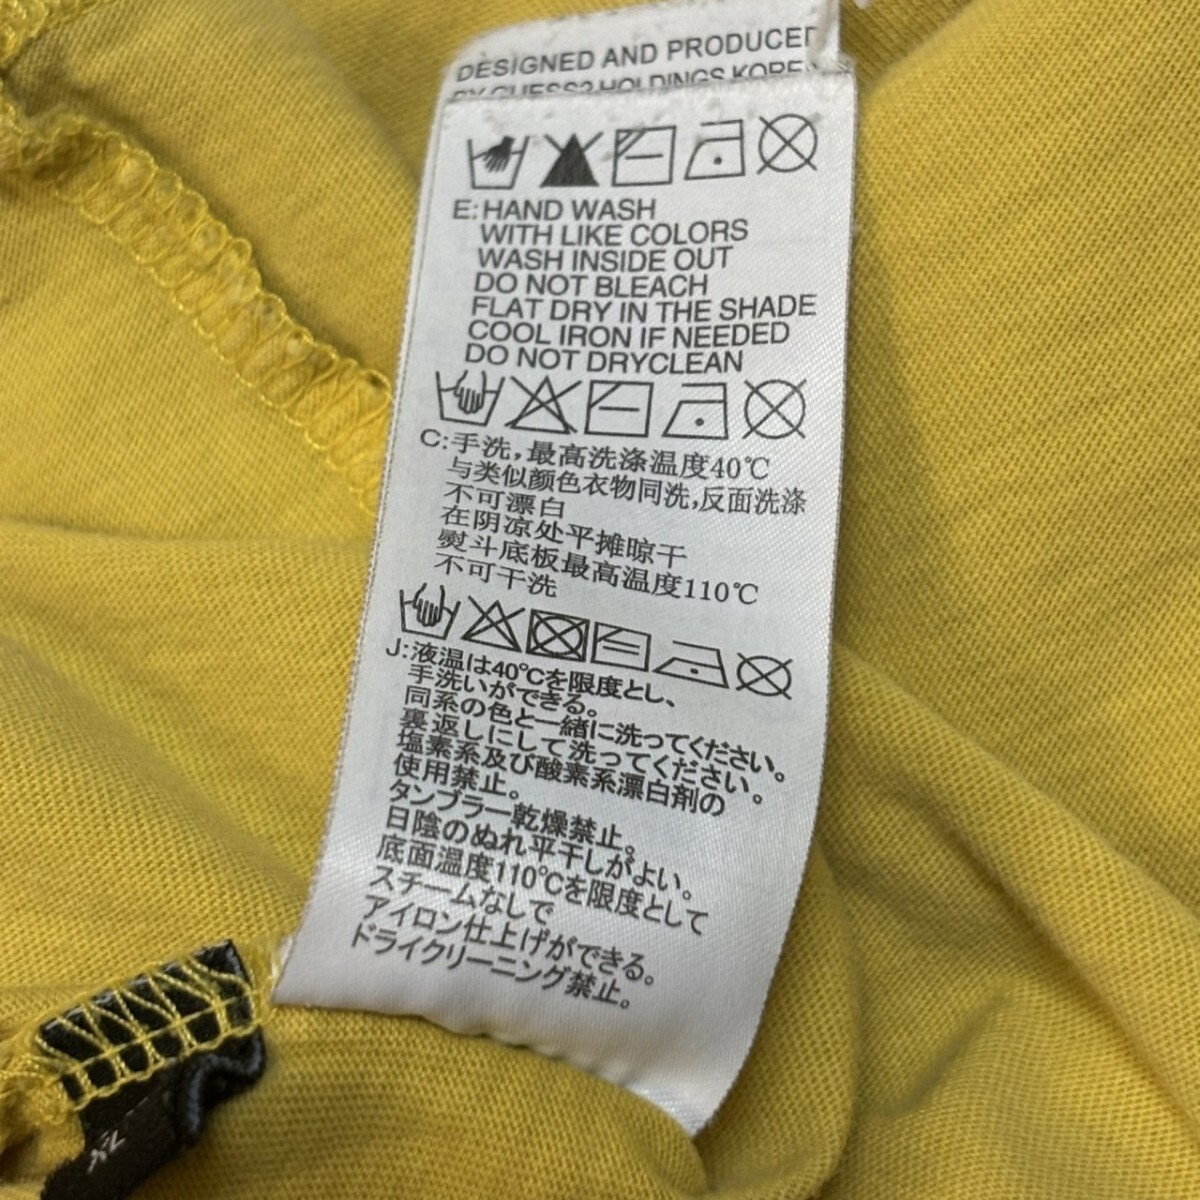 DESIGNED AND PRODUCED
BY GUESS? HOLDINGS KOREA
E: HAND WASH
WITH LIKE COLORS
WASH INSIDE OUT
DO NOT BLEACH
FLAT DRY IN THE SHADE
COOL IRON IF NEEDED
DO NOT DRYCLEAN
C:手洗,最高洗涤温度40℃
与类似颜色衣物同洗,反面洗涤
不可漂白
在阴凉处平摊晾干
熨斗底板最高温度110℃
不可干洗
J:液温は40℃を限度とし、
手洗いができる。
同系の色と一緒に洗ってください。
裏返しにして洗ってください。
塩素系及び酸素系漂白剤の
使用禁止。
タンブラー乾燥禁止。
日陰のぬれ平干しがよい。
底面温度110℃を限度として
スチームなしで
アイロン仕上げができる。
ドライクリーニング禁止。